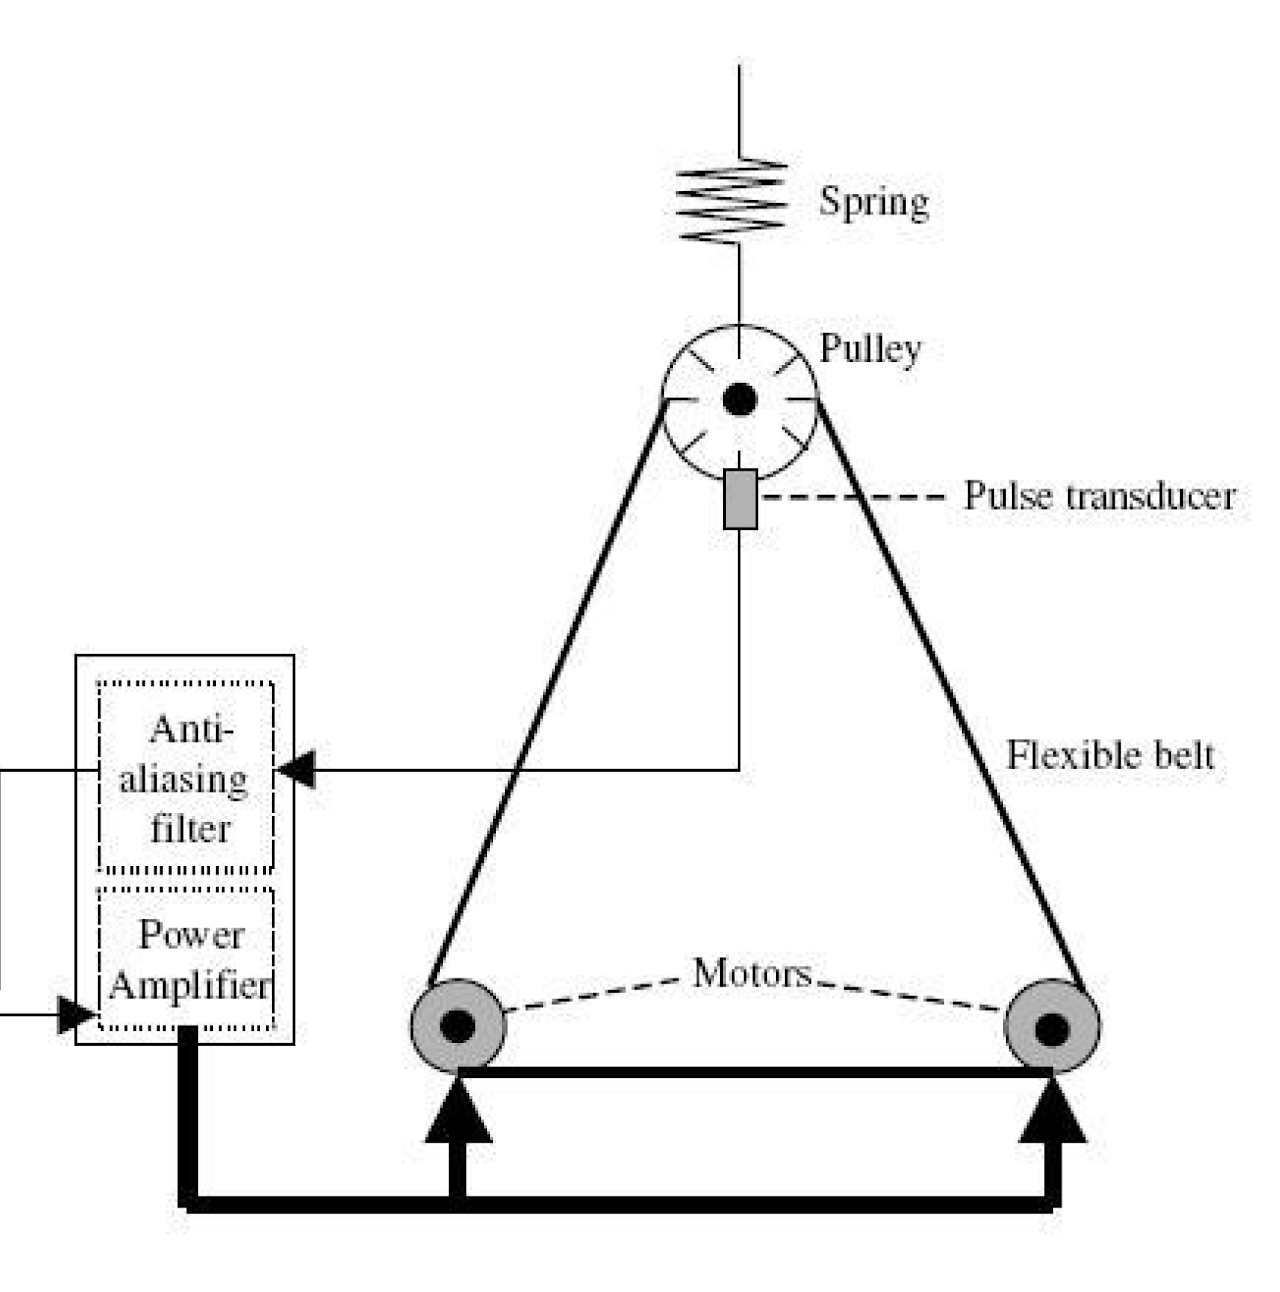 Spring
Pulley
Pulse transducer
Anti-
aliasing
filter
Flexible belt
Power
Amplifier
Motors